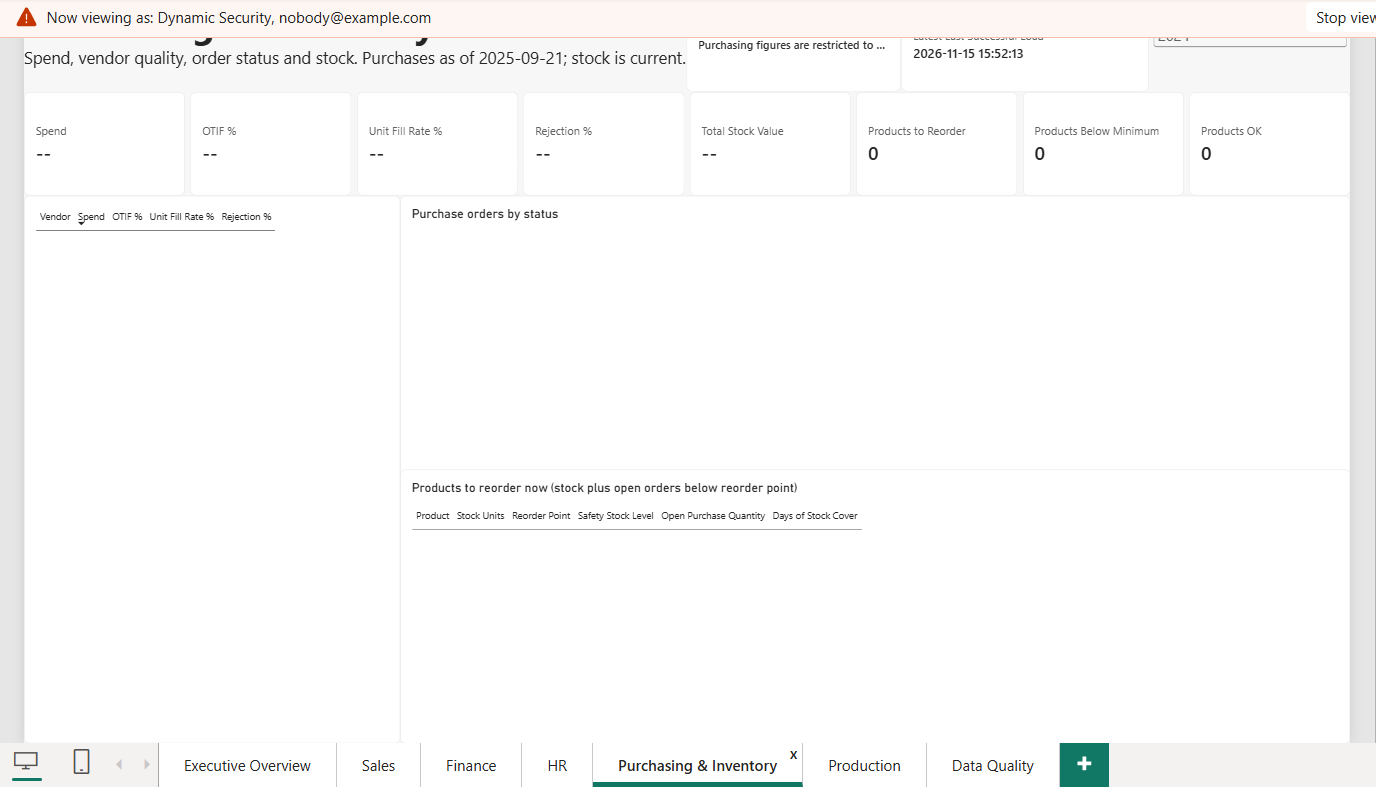 Now viewing as: Dynamic Security, nobody@example.com
Stop
Spend, vendor quality, order status and stock. Purchases as of 2025-09-21; stock is current.
Purchasing figures are restricted to ...
2026-11-15 15:52:13
Spend
--
OTIF %
--
Unit Fill Rate %
--
Rejection %
--
Total Stock Value
--
Products to Reorder
0
Products Below Minimum
0
Products OK
0
Vendor Spend OTIF % Unit Fill Rate % Rejection %
Purchase orders by status
Products to reorder now (stock plus open orders below reorder point)
Product Stock Units Reorder Point Safety Stock Level Open Purchase Quantity Days of Stock Cover
Executive Overview
Sales
Finance
HR
Purchasing & Inventory
X
Production
Data Quality
+